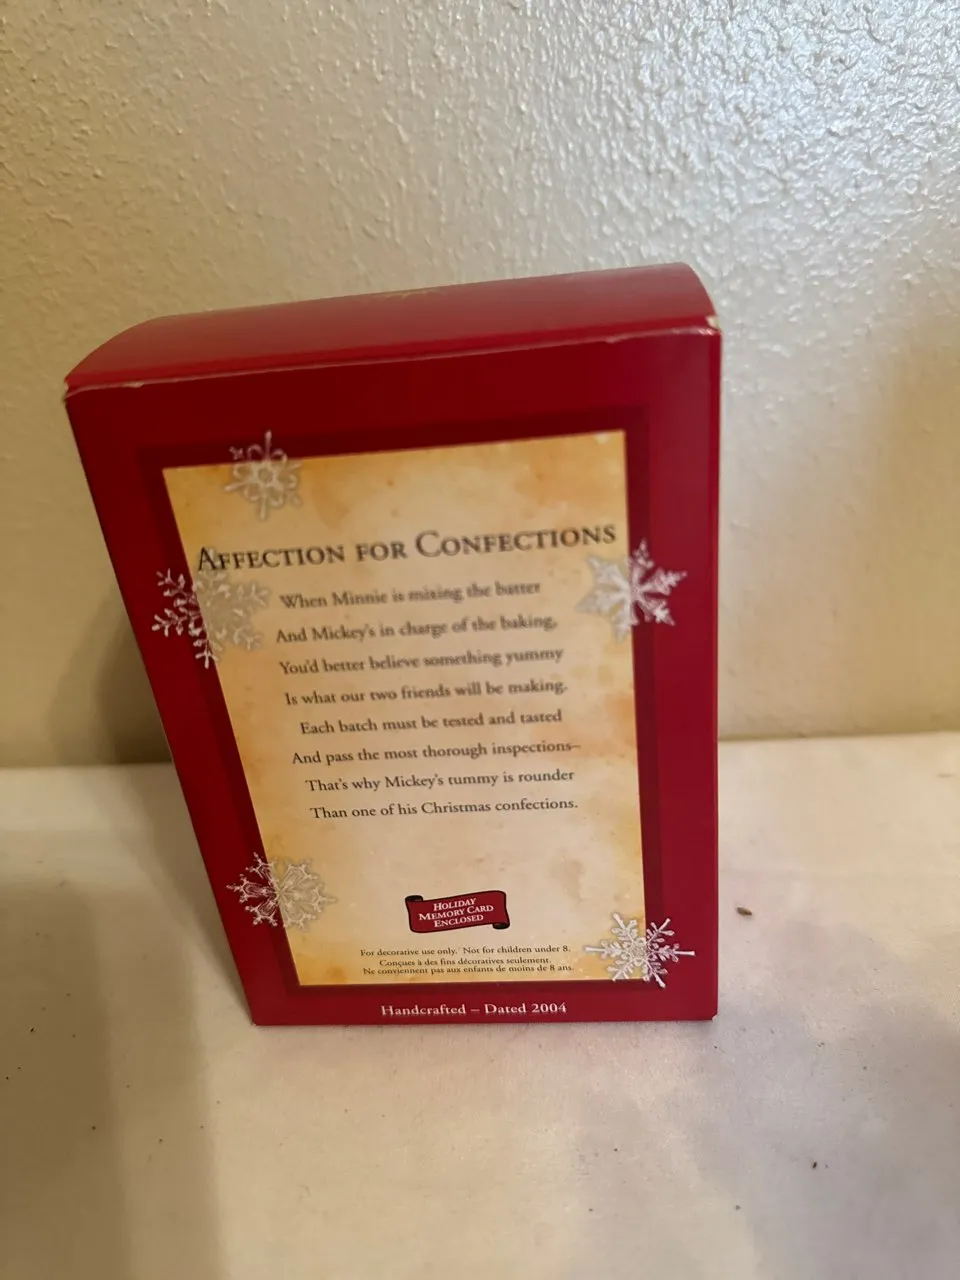 AFFECTION FOR CONFECTIONS
When Minnie is mixing the batter
And Mickey's in charge of the baking,
You'd better believe something yummy
Is what our two friends will be making.
Each batch must be tested and tasted
And pass the most thorough inspections–
That's why Mickey's tummy is rounder
Than one of his Christmas confections.
HOLIDAY
MEMORY CARD
ENCLOSED
For decorative use only. Not for children under 8.
Conçues à des fins décoratives seulement.
Ne conviennent pas aux enfants de moins de 8 ans.
Handcrafted – Dated 2004